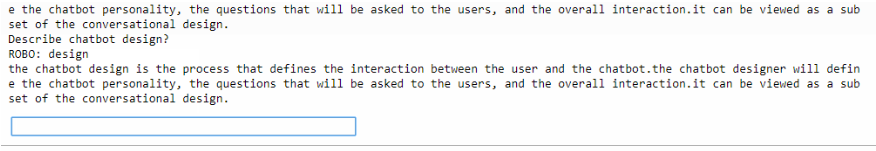 e the chatbot personality, the questions that will be asked to the users, and the overall interaction.it can be viewed as a sub
set of the conversational design.
Describe chatbot design?
ROBO: design
the chatbot design is the process that defines the interaction between the user and the chatbot.the chatbot designer will defin
e the chatbot personality, the questions that will be asked to the users, and the overall interaction.it can be viewed as a sub
set of the conversational design.